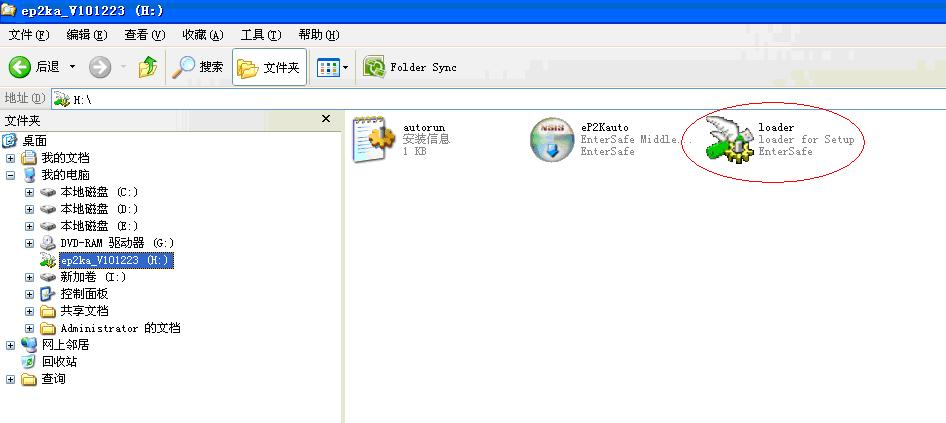 ep2ka_V101223 (H:)
文件(F) 编辑(E) 查看(V) 收藏(A) 工具(T) 帮助(H)
后退 搜索 文件夹 Folder Sync
地址(D) H:\
文件夹
桌面
我的文档
我的电脑
本地磁盘 (C:)
本地磁盘 (D:)
本地磁盘 (E:)
DVD-RAM 驱动器 (G:)
ep2ka_V101223 (H:)
新加卷 (I:)
控制面板
共享文档
Administrator 的文档
网上邻居
回收站
查询
autorun
安装信息
1 KB
NSIS
eP2Kauto
EnterSafe Middle...
EnterSafe
loader
loader for Setup
EnterSafe